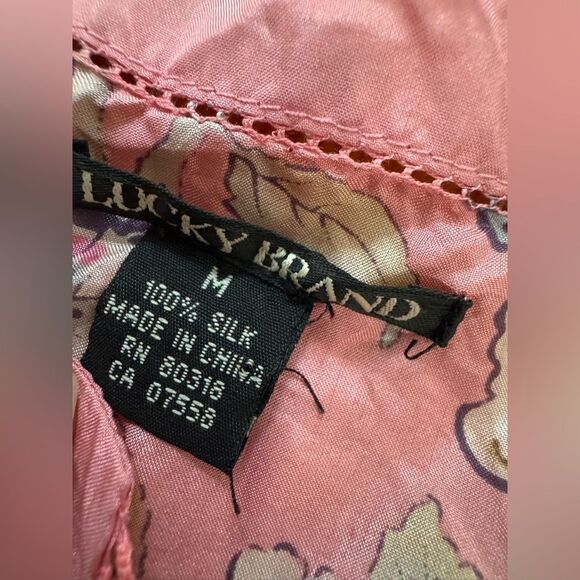 LUCKY BRAND
M
100% SILK
MADE IN CHINA
RN 80318
CA 07558